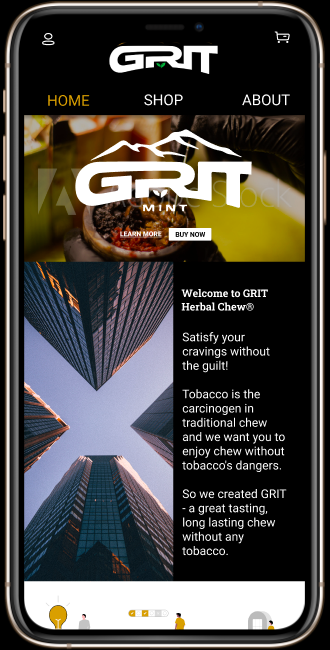 GRIT
HOME
SHOP
ABOUT
GRIT
Stock
MINT
LEARN MORE
BUY NOW
Welcome to GRIT
Herbal Chew®
Satisfy your
cravings without
the guilt!
Tobacco is the
carcinogen in
traditional chew
and we want you to
enjoy chew without
tobacco's dangers.
So we created GRIT
- a great tasting,
long lasting chew
without any
tobacco.